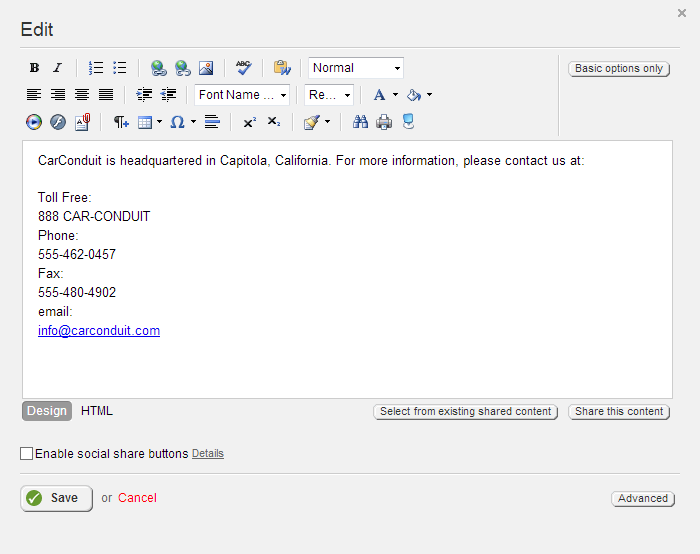 Edit
B I ABC Normal Basic options only
Font Name ... Re... A
Ω x² x₂
CarConduit is headquartered in Capitola, California. For more information, please contact us at:
Toll Free:
888 CAR-CONDUIT
Phone:
555-462-0457
Fax:
555-480-4902
email:
info@carconduit.com
Design HTML Select from existing shared content Share this content
Enable social share buttons Details
Save or Cancel Advanced